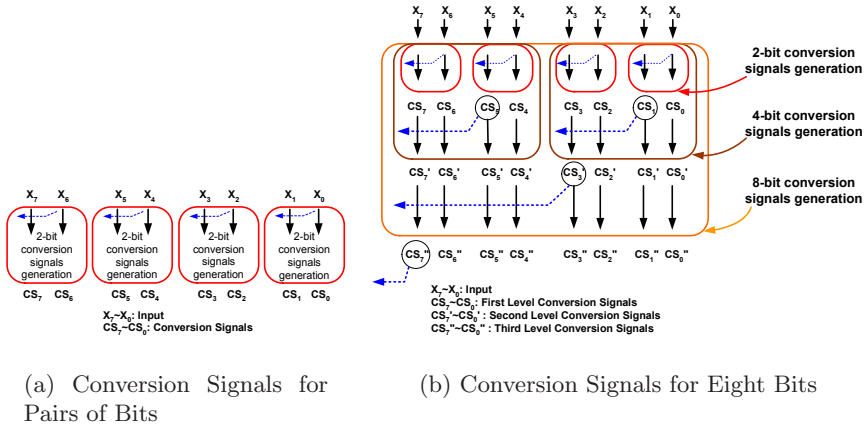 X7 X6 X5 X4 X3 X2 X1 X0
2-bit conversion
signals generation
CS7 CS6 CS5 CS4 CS3 CS2 CS1 CS0
4-bit conversion
signals generation
CS7' CS6' CS5' CS4' CS3' CS2' CS1' CS0'
8-bit conversion
signals generation
CS7" CS6" CS5" CS4" CS3" CS2" CS1" CS0"
X7~X0: Input
CS7~CS0: First Level Conversion Signals
CS7'~CS0' : Second Level Conversion Signals
CS7"~CS0" : Third Level Conversion Signals
X7 X6 X5 X4 X3 X2 X1 X0
2-bit 2-bit 2-bit 2-bit
conversion conversion conversion conversion
signals signals signals signals
generation generation generation generation
CS7 CS6 CS5 CS4 CS3 CS2 CS1 CS0
X7~X0: Input
CS7~CS0: Conversion Signals
(a) Conversion Signals for
Pairs of Bits
(b) Conversion Signals for Eight Bits